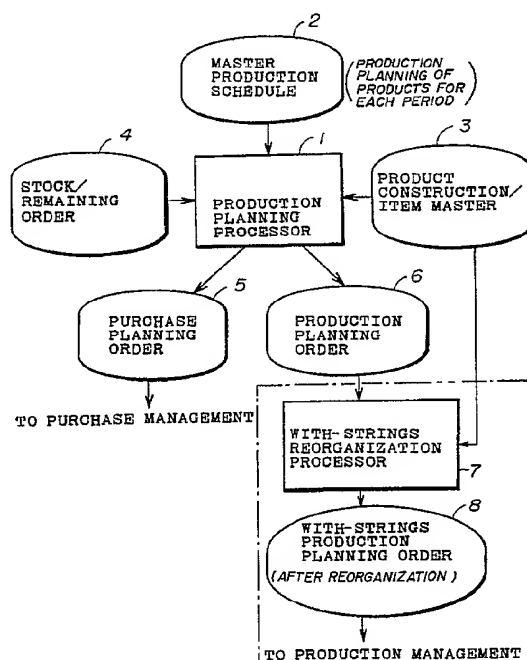 2
MASTER
PRODUCTION
SCHEDULE
(PRODUCTION
PLANNING OF
PRODUCTS FOR
EACH PERIOD)
4
1
3
STOCK/
REMAINING
ORDER
PRODUCTION
PLANNING
PROCESSOR
PRODUCT
CONSTRUCTION/
ITEM MASTER
5
6
PURCHASE
PLANNING
ORDER
PRODUCTION
PLANNING
ORDER
TO PURCHASE MANAGEMENT
WITH-STRINGS
REORGANIZATION
PROCESSOR
7
8
WITH-STRINGS
PRODUCTION
PLANNING ORDER
(AFTER REORGANIZATION)
TO PRODUCTION MANAGEMENT